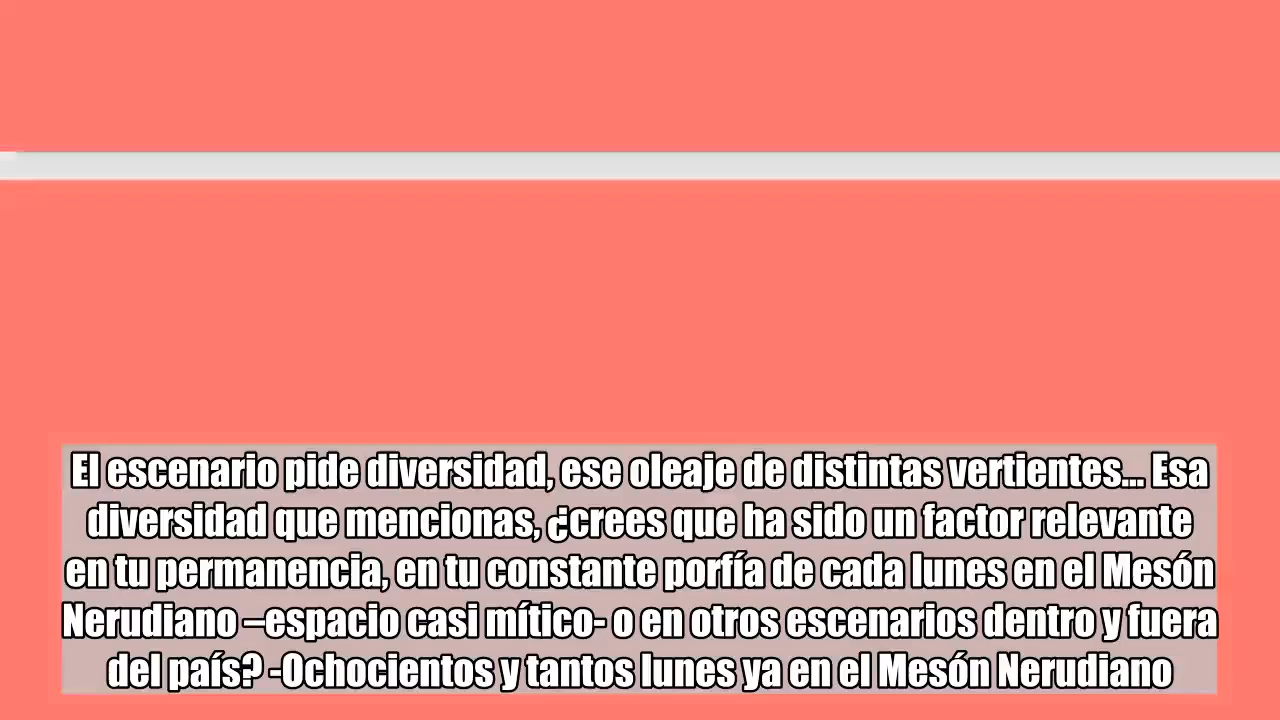 El escenario pide diversidad, ese oleaje de distintas vertientes... Esa
diversidad que mencionas, ¿crees que ha sido un factor relevante
en tu permanencia, en tu constante porfía de cada lunes en el Mesón
Nerudiano –espacio casi mítico- o en otros escenarios dentro y fuera
del país? -Ochocientos y tantos lunes ya en el Mesón Nerudiano